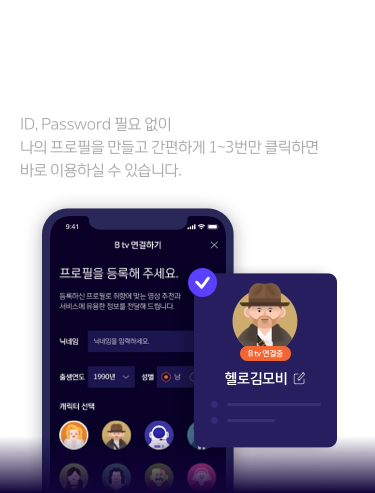 ID, Password 필요 없이
나의 프로필을 만들고 간편하게 1~3번만 클릭하면
바로 이용하실 수 있습니다.
9:41
B tv 연결하기
프로필을 등록해 주세요.
등록하신 프로필로 취향에 맞는 영상 추천과
서비스에 유용한 정보를 전달해 드립니다.
닉네임 닉네임을 입력하세요.
출생연도 1990년 성별 남
캐릭터 선택
B tv 연결중
헬로김모비